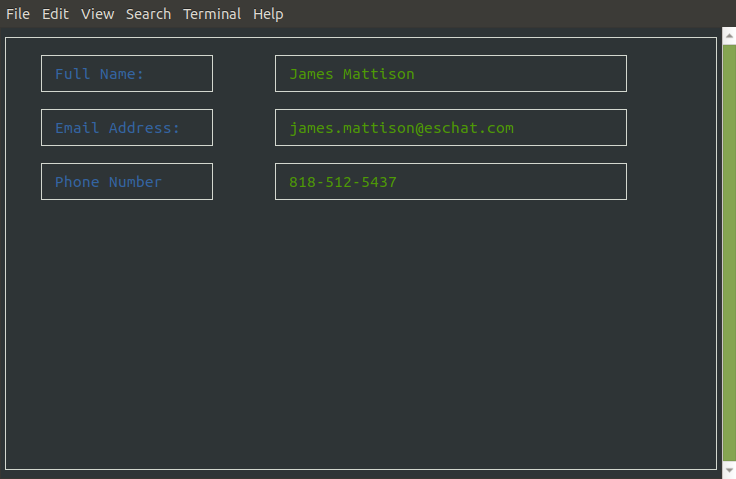 File Edit View Search Terminal Help
Full Name: James Mattison
Email Address: james.mattison@eschat.com
Phone Number 818-512-5437